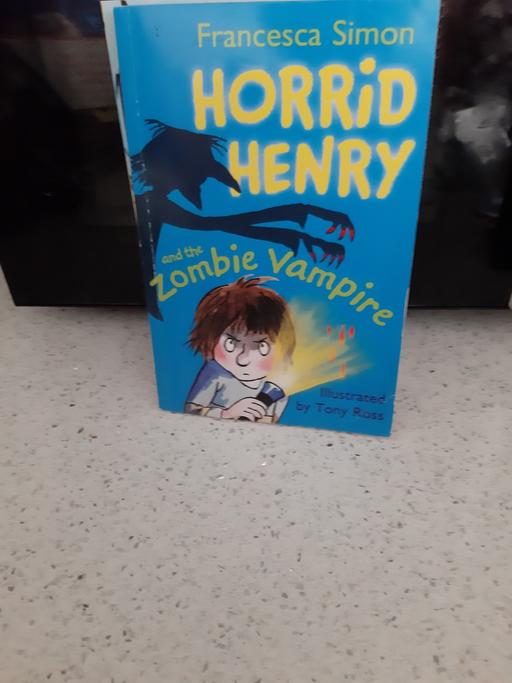 Francesca Simon
HORRiD
HENRY
and the
Zombie Vampire
Illustrated
by Tony Ross